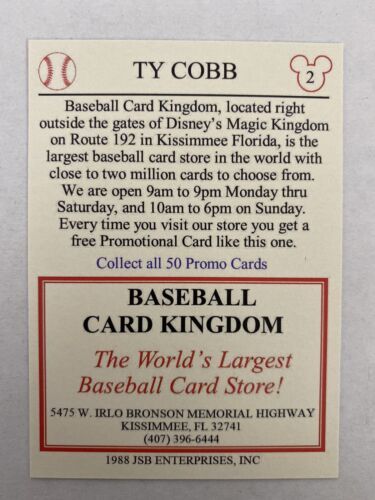 TY COBB
2
Baseball Card Kingdom, located right
outside the gates of Disney's Magic Kingdom
on Route 192 in Kissimmee Florida, is the
largest baseball card store in the world with
close to two million cards to choose from.
We are open 9am to 9pm Monday thru
Saturday, and 10am to 6pm on Sunday.
Every time you visit our store you get a
free Promotional Card like this one.
Collect all 50 Promo Cards
BASEBALL
CARD KINGDOM
The World's Largest
Baseball Card Store!
5475 W. IRLO BRONSON MEMORIAL HIGHWAY
KISSIMMEE, FL 32741
(407) 396-6444
1988 JSB ENTERPRISES, INC